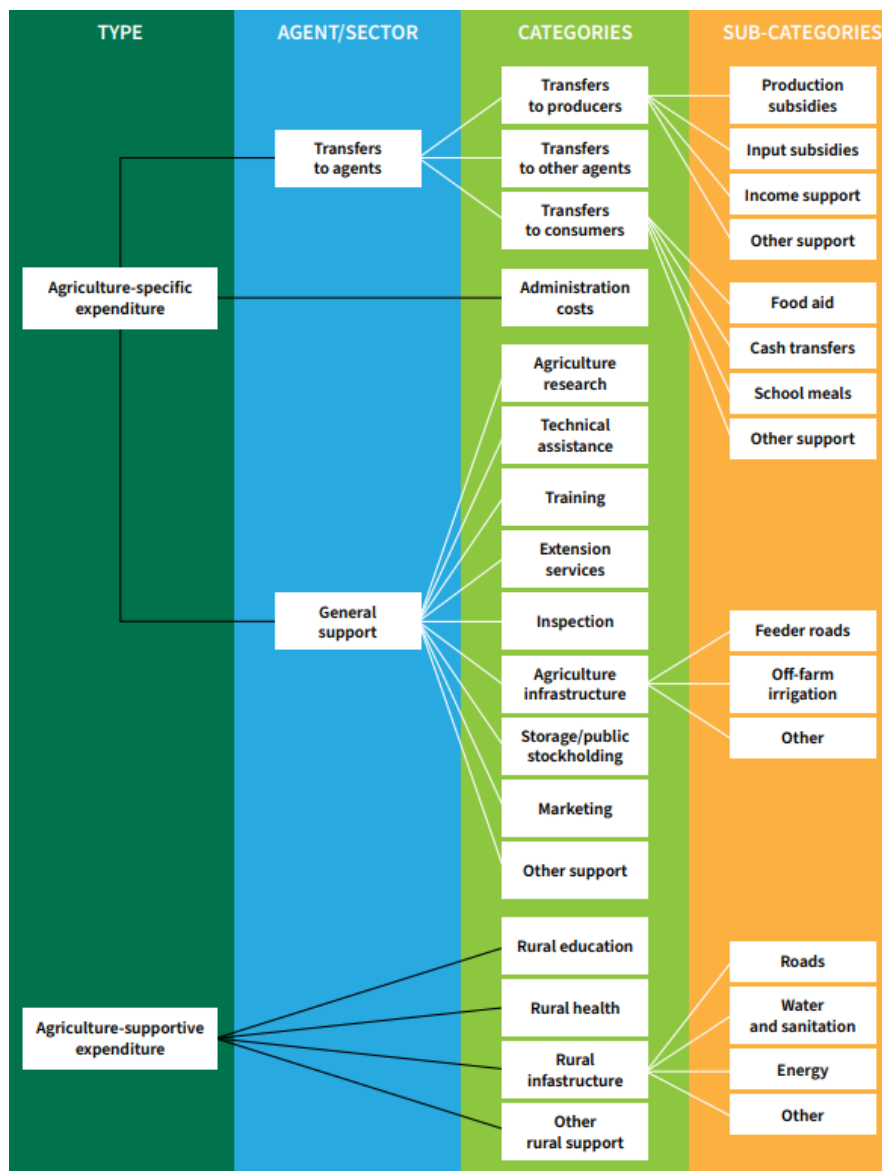 TYPE
AGENT/SECTOR
CATEGORIES
SUB-CATEGORIES
Agriculture-specific
expenditure
Agriculture-supportive
expenditure
Transfers
to agents
General
support
Transfers
to producers
Transfers
to other agents
Transfers
to consumers
Administration
costs
Agriculture
research
Technical
assistance
Training
Extension
services
Inspection
Agriculture
infrastructure
Storage/public
stockholding
Marketing
Other support
Rural education
Rural health
Rural
infastructure
Other
rural support
Production
subsidies
Input subsidies
Income support
Other support
Food aid
Cash transfers
School meals
Other support
Feeder roads
Off-farm
irrigation
Other
Roads
Water
and sanitation
Energy
Other